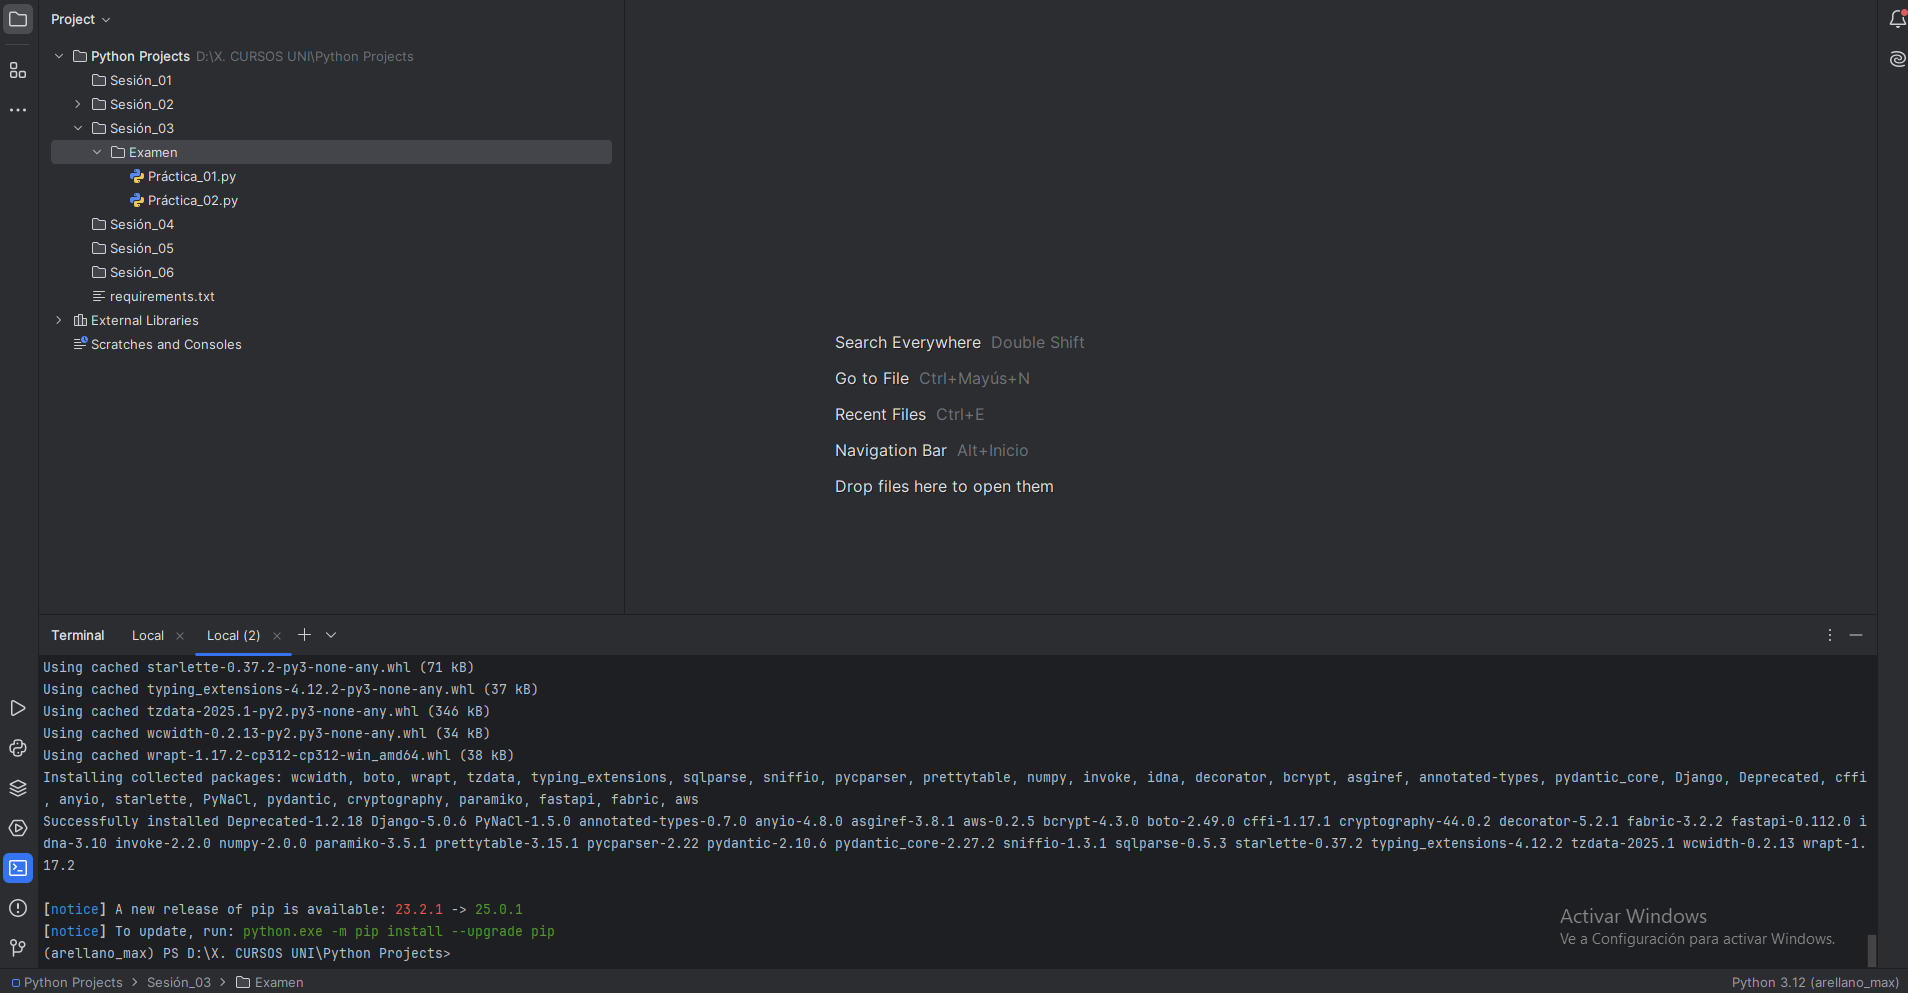 Project
Python Projects D:\X. CURSOS UNI\Python Projects
Sesión_01
Sesión_02
Sesión_03
Examen
Práctica_01.py
Práctica_02.py
Sesión_04
Sesión_05
Sesión_06
requirements.txt
External Libraries
Scratches and Consoles
Search Everywhere Double Shift
Go to File Ctrl+Mayús+N
Recent Files Ctrl+E
Navigation Bar Alt+Inicio
Drop files here to open them
Terminal Local Local (2)
Using cached starlette-0.37.2-py3-none-any.whl (71 kB)
Using cached typing_extensions-4.12.2-py3-none-any.whl (37 kB)
Using cached tzdata-2025.1-py2.py3-none-any.whl (346 kB)
Using cached wcwidth-0.2.13-py2.py3-none-any.whl (34 kB)
Using cached wrapt-1.17.2-cp312-cp312-win_amd64.whl (38 kB)
Installing collected packages: wcwidth, boto, wrapt, tzdata, typing_extensions, sqlparse, sniffio, pycparser, prettytable, numpy, invoke, idna, decorator, bcrypt, asgiref, annotated-types, pydantic_core, Django, Deprecated, cffi
, anyio, starlette, PyNaCl, pydantic, cryptography, paramiko, fastapi, fabric, aws
Successfully installed Deprecated-1.2.18 Django-5.0.6 PyNaCl-1.5.0 annotated-types-0.7.0 anyio-4.8.0 asgiref-3.8.1 aws-0.2.5 bcrypt-4.3.0 boto-2.49.0 cffi-1.17.1 cryptography-44.0.2 decorator-5.2.1 fabric-3.2.2 fastapi-0.112.0 i
dna-3.10 invoke-2.2.0 numpy-2.0.0 paramiko-3.5.1 prettytable-3.15.1 pycparser-2.22 pydantic-2.10.6 pydantic_core-2.27.2 sniffio-1.3.1 sqlparse-0.5.3 starlette-0.37.2 typing_extensions-4.12.2 tzdata-2025.1 wcwidth-0.2.13 wrapt-1.
17.2
[notice] A new release of pip is available: 23.2.1 -> 25.0.1
[notice] To update, run: python.exe -m pip install --upgrade pip
(arellano_max) PS D:\X. CURSOS UNI\Python Projects>
Activar Windows
Ve a Configuración para activar Windows.
Python Projects > Sesión_03 > Examen
Python 3.12 (arellano_max)